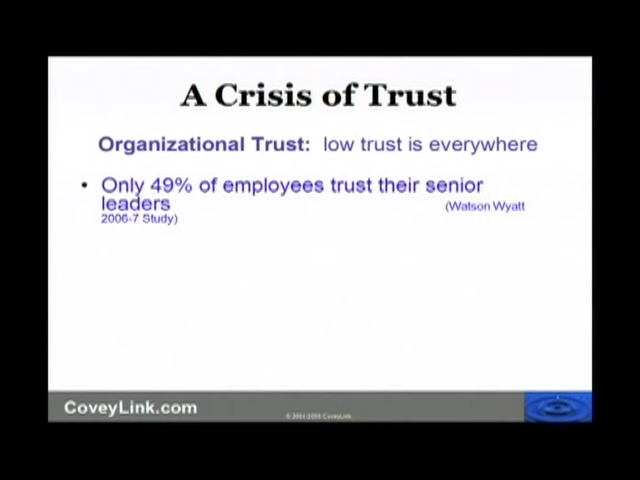 A Crisis of Trust
Organizational Trust: low trust is everywhere
• Only 49% of employees trust their senior
leaders (Watson Wyatt
2006-7 Study)
CoveyLink.com
CoveyLink